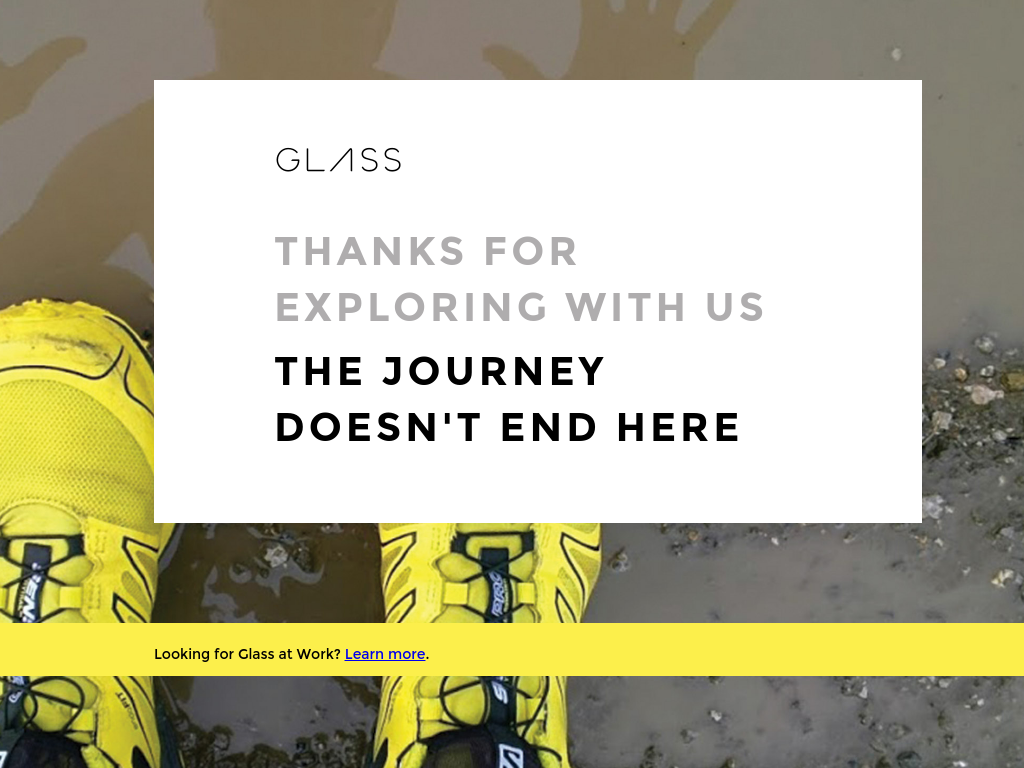 GLASS
THANKS FOR
EXPLORING WITH US
THE JOURNEY
DOESN'T END HERE
Looking for Glass at Work? Learn more.